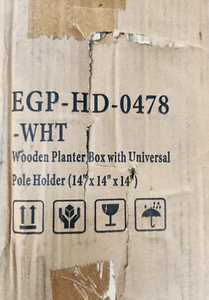 EGP-HD-0478
-WHT
Wooden Planter Box with Universal
Pole Holder (14" x 14" x 14")